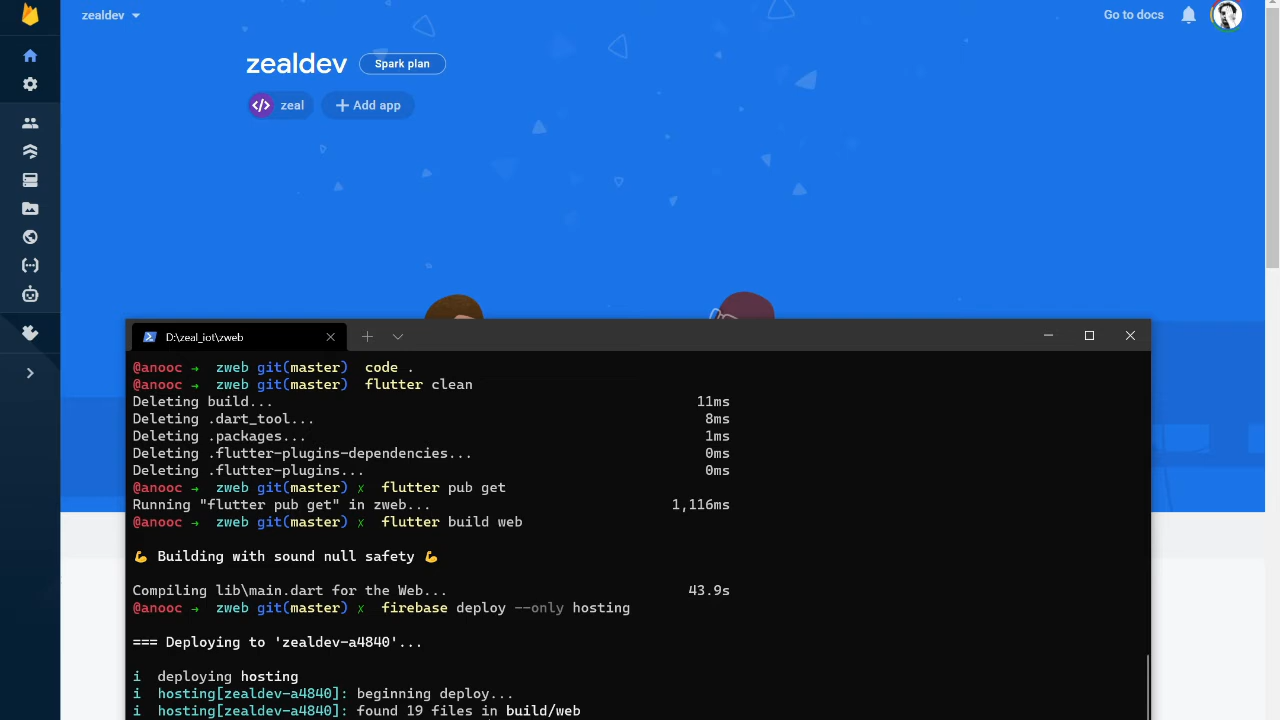 zealdev
Go to docs
zealdev Spark plan
zeal + Add app
D:\zeal_iot\zweb
@anooc → zweb git(master) code .
@anooc → zweb git(master) flutter clean
Deleting build... 11ms
Deleting .dart_tool... 8ms
Deleting .packages... 1ms
Deleting .flutter-plugins-dependencies... 0ms
Deleting .flutter-plugins... 0ms
@anooc → zweb git(master) ✗ flutter pub get
Running "flutter pub get" in zweb... 1,116ms
@anooc → zweb git(master) ✗ flutter build web
💪 Building with sound null safety 💪
Compiling lib\main.dart for the Web... 43.9s
@anooc → zweb git(master) ✗ firebase deploy --only hosting
=== Deploying to 'zealdev-a4840'...
i deploying hosting
i hosting[zealdev-a4840]: beginning deploy...
i hosting[zealdev-a4840]: found 19 files in build/web